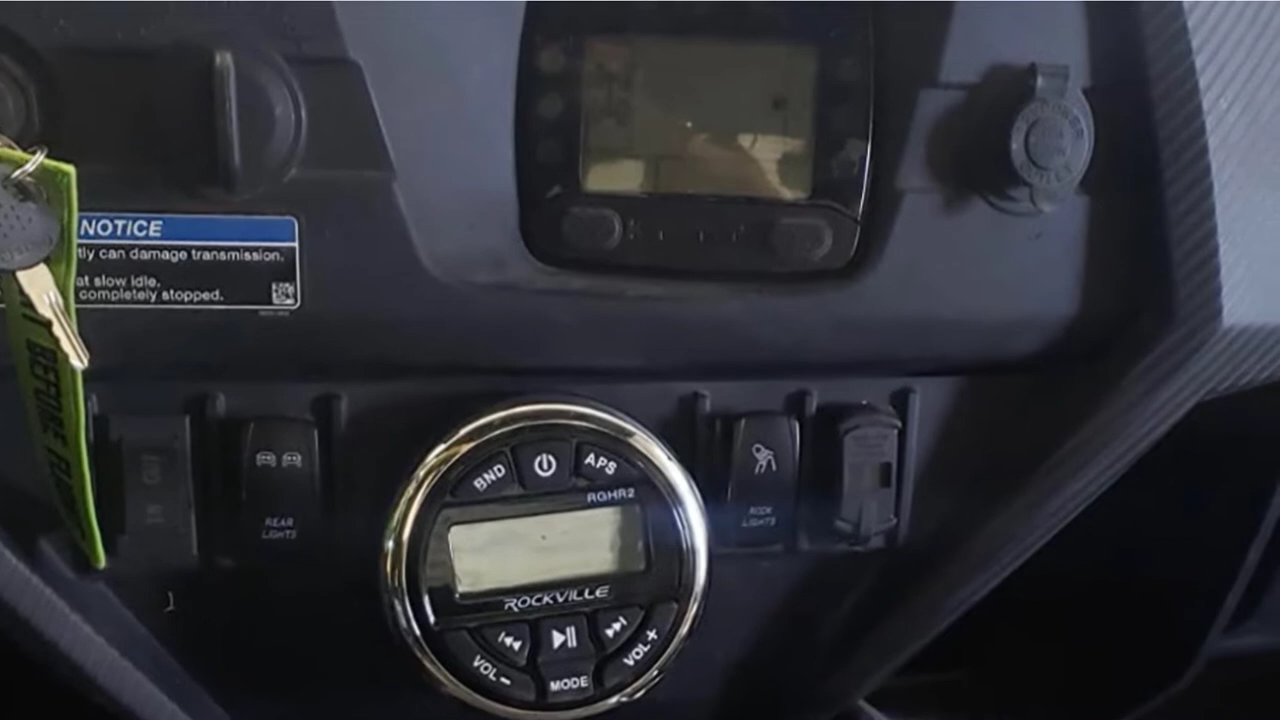 NOTICE
tly can damage transmission.
at slow idle.
completely stopped.
BEFORE
REAR
LIGHTS
BND
APS
RGHR2
ROCKVILLE
VOL-
MODE
VOL+
ROCK
LIGHTS